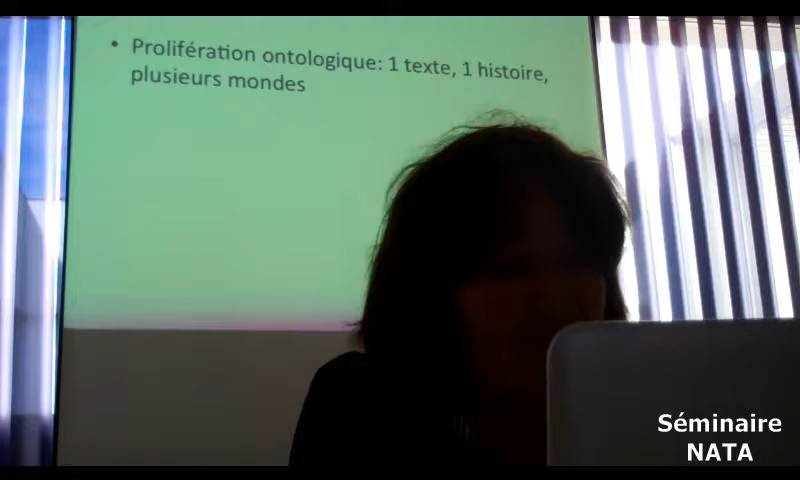 • Prolifération ontologique: 1 texte, 1 histoire,
plusieurs mondes
Séminaire
NATA